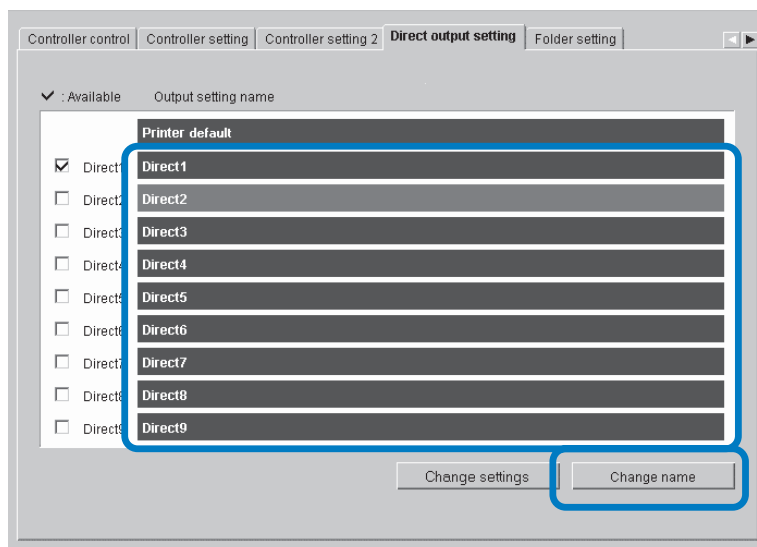 Controller control Controller setting Controller setting 2 Direct output setting Folder setting
✓ : Available Output setting name
Printer default
Direct1 Direct1
Direct2 Direct2
Direct3 Direct3
Direct4 Direct4
Direct5 Direct5
Direct6 Direct6
Direct7 Direct7
Direct8 Direct8
Direct9 Direct9
Change settings Change name